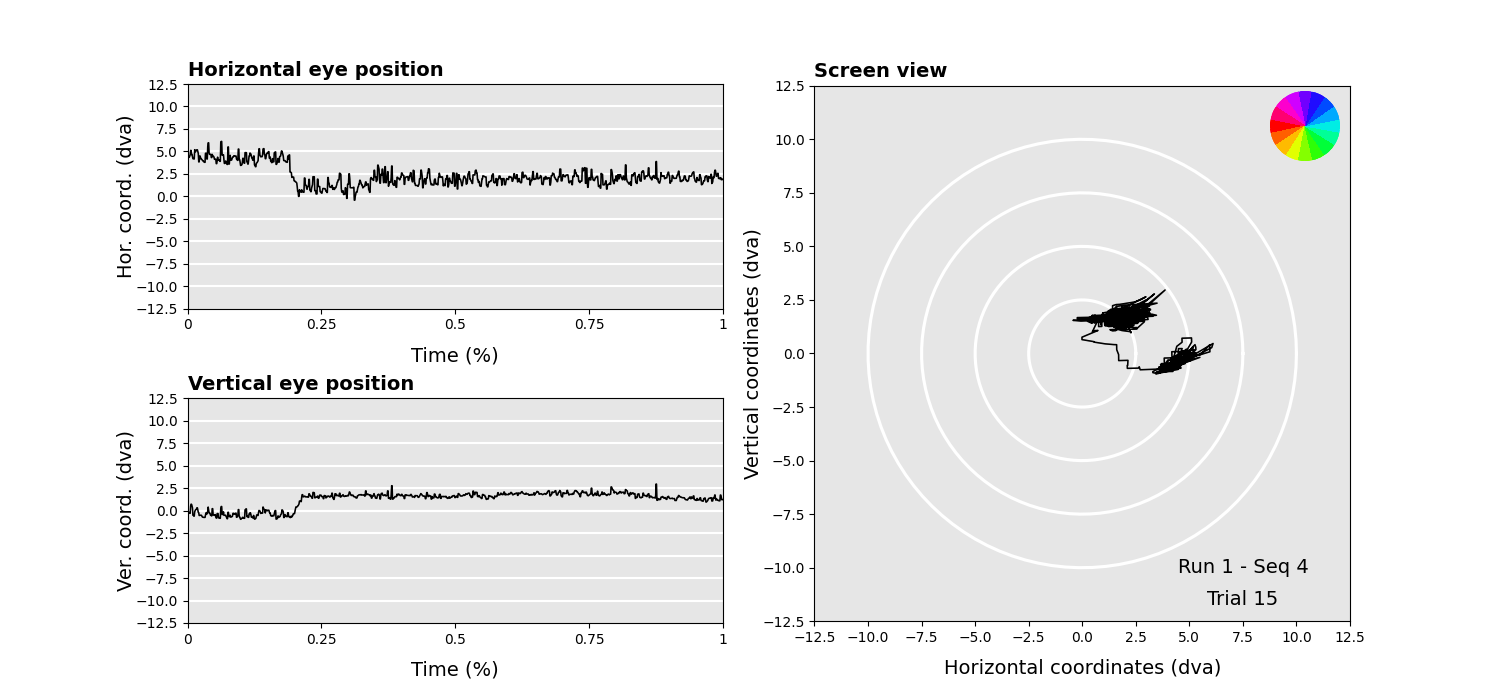 Horizontal eye position
Hor. coord. (dva)
12.5
10.0
7.5
5.0
2.5
0.0
−2.5
−5.0
−7.5
−10.0
−12.5
0 0.25 0.5 0.75 1
Time (%)
Vertical eye position
Ver. coord. (dva)
12.5
10.0
7.5
5.0
2.5
0.0
−2.5
−5.0
−7.5
−10.0
−12.5
0 0.25 0.5 0.75 1
Time (%)
Screen view
Vertical coordinates (dva)
12.5
10.0
7.5
5.0
2.5
0.0
−2.5
−5.0
−7.5
−10.0
−12.5
Run 1 - Seq 4
Trial 15
−12.5 −10.0 −7.5 −5.0 −2.5 0.0 2.5 5.0 7.5 10.0 12.5
Horizontal coordinates (dva)